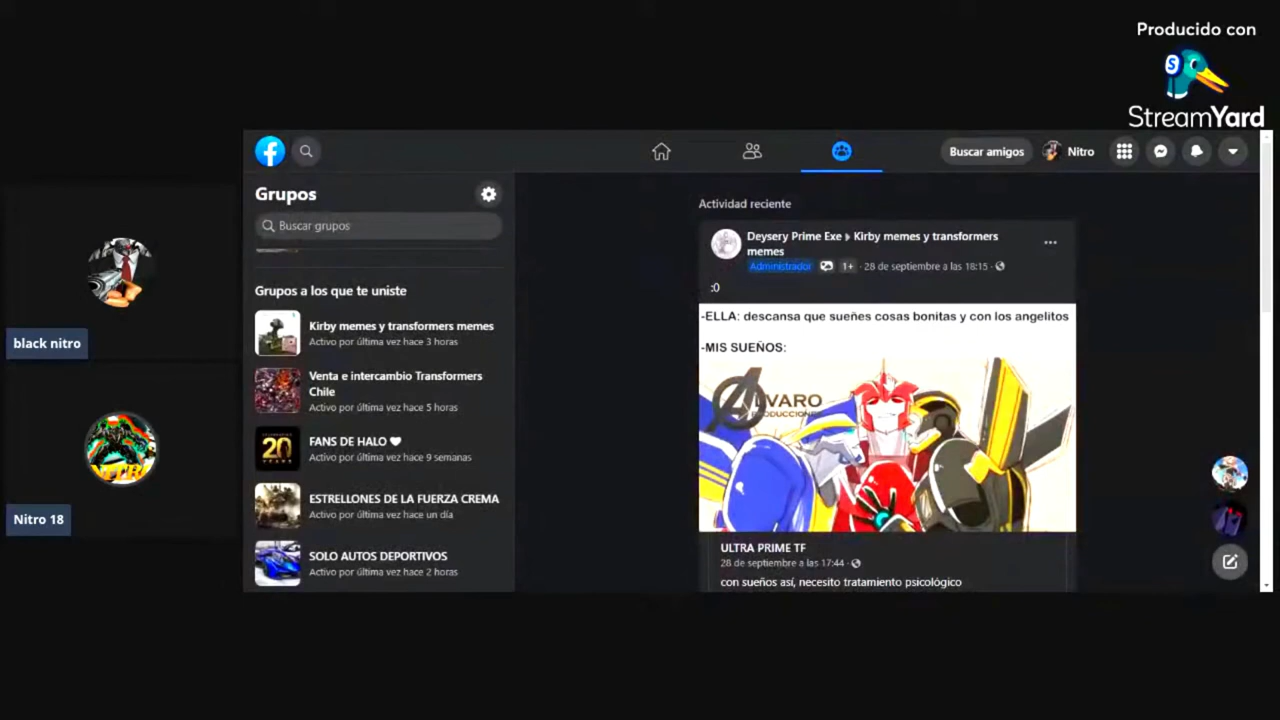 Producido con
StreamYard
Buscar amigos
Nitro
Grupos
Buscar grupos
Grupos a los que te uniste
Kirby memes y transformers memes
Activo por última vez hace 3 horas
Venta e intercambio Transformers
Chile
Activo por última vez hace 5 horas
FANS DE HALO
Activo por última vez hace 9 semanas
ESTRELLONES DE LA FUERZA CREMA
Activo por última vez hace un día
SOLO AUTOS DEPORTIVOS
Activo por última vez hace 2 horas
Actividad reciente
Deysery Prime Exe ▸ Kirby memes y transformers
memes
Administrador 1+ · 28 de septiembre a las 18:15 ·
:0
-ELLA: descansa que sueñes cosas bonitas y con los angelitos
-MIS SUEÑOS:
ALVARO
PRODUCCIONES
ULTRA PRIME TF
28 de septiembre a las 17:44 ·
con sueños así, necesito tratamiento psicológico
black nitro
Nitro 18
20